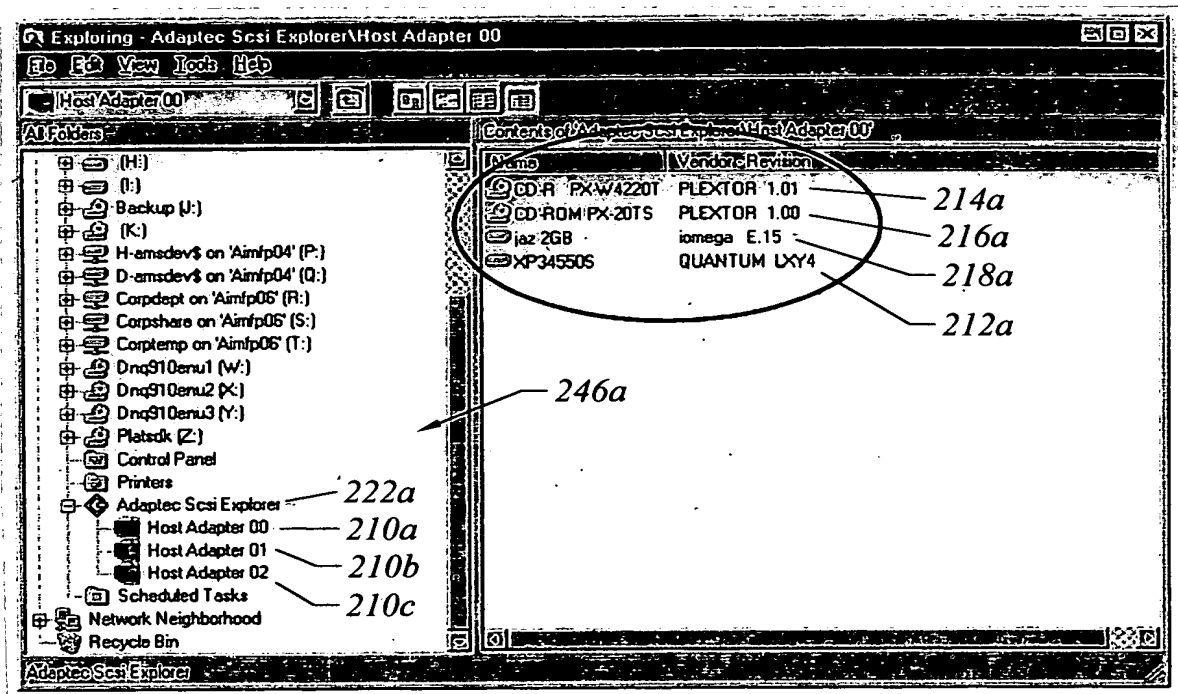 Exploring - Adaptec Scsi Explorer\Host Adapter 00
File Edit View Tools Help
Host Adapter 00
All Folders
Contents of 'Adaptec Scsi Explorer\Host Adapter 00'
(H:)
(I:)
Backup (J:)
(K:)
H-amsdev$ on 'Aimfp04' (P:)
D-amsdev$ on 'Aimfp04' (Q:)
Corpdept on 'Aimfp06' (R:)
Corpshare on 'Aimfp06' (S:)
Corptemp on 'Aimfp06' (T:)
Dnq910enu1 (W:)
Dnq910enu2 (X:)
Dnq910enu3 (Y:)
Platsdk (Z:)
Control Panel
Printers
Adaptec Scsi Explorer 222a
Host Adapter 00 210a
Host Adapter 01 210b
Host Adapter 02 210c
Scheduled Tasks
Network Neighborhood
Recycle Bin
246a
Name Vendor Revision
CD-R PX-W4220T PLEXTOR 1.01 214a
CD-ROM PX-20TS PLEXTOR 1.00 216a
jaz 2GB iomega E.15 218a
XP34550S QUANTUM LXY4 212a
Adaptec Scsi Explorer